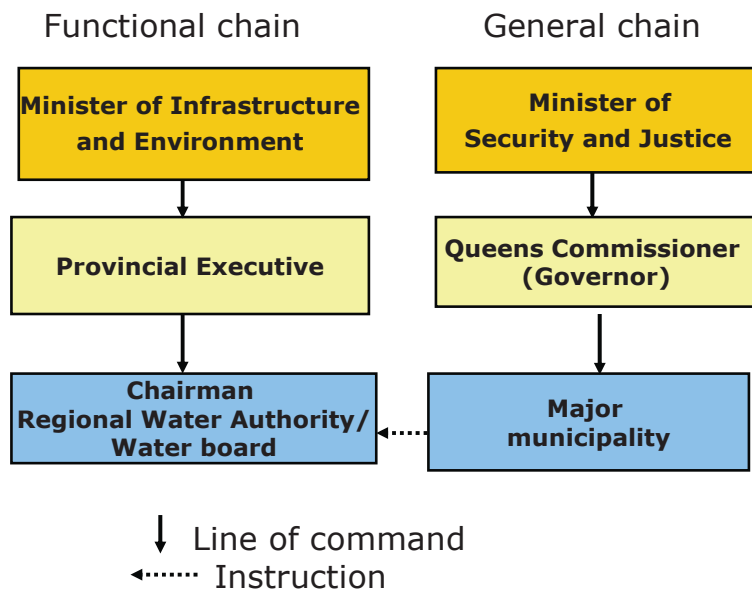 Functional chain
General chain
Minister of Infrastructure
and Environment
Minister of
Security and Justice
Provincial Executive
Queens Commissioner
(Governor)
Chairman
Regional Water Authority/
Water board
Major
municipality
Line of command
Instruction